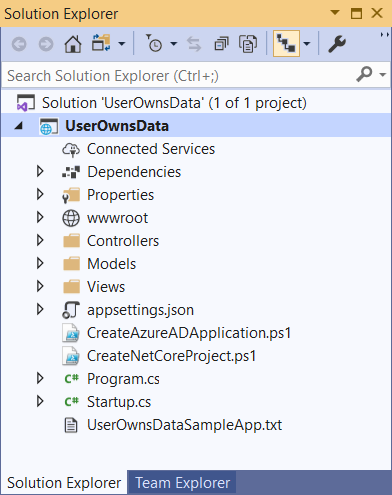 Solution Explorer
Search Solution Explorer (Ctrl+;)
Solution 'UserOwnsData' (1 of 1 project)
UserOwnsData
Connected Services
Dependencies
Properties
wwwroot
Controllers
Models
Views
appsettings.json
CreateAzureADApplication.ps1
CreateNetCoreProject.ps1
C# Program.cs
C# Startup.cs
UserOwnsDataSampleApp.txt
Solution Explorer Team Explorer